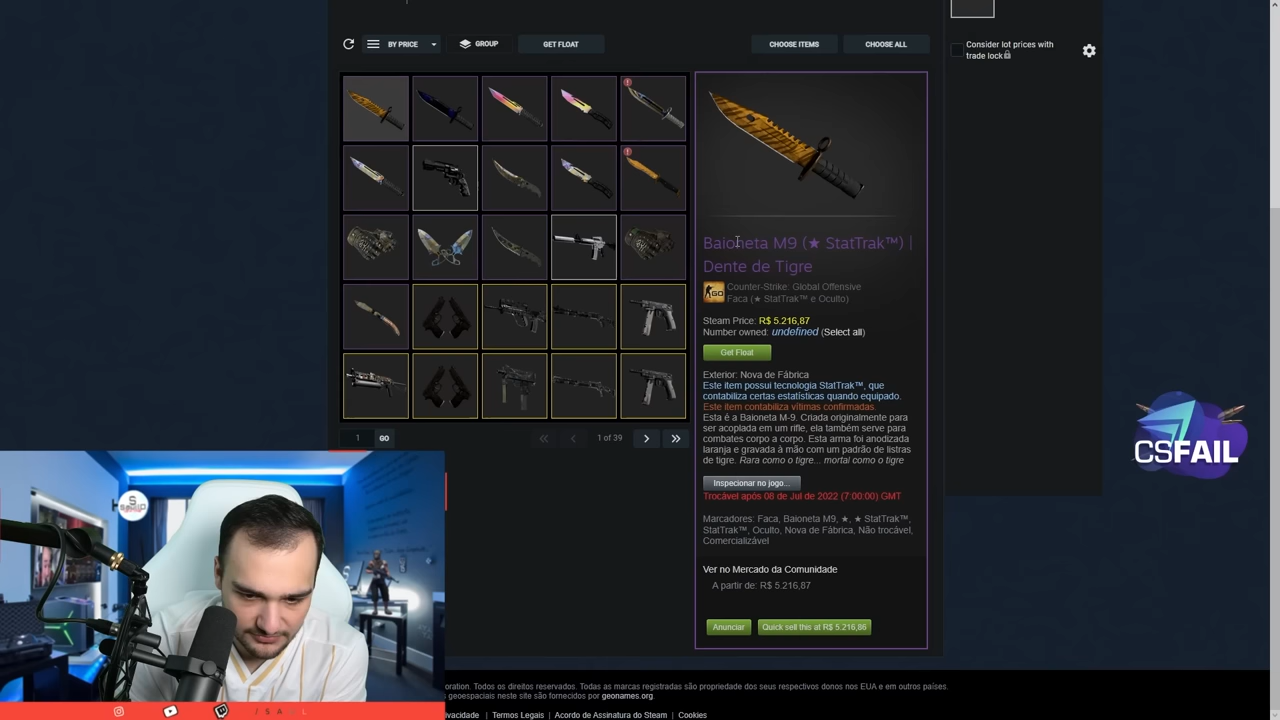 BY PRICE
GROUP
GET FLOAT
CHOOSE ITEMS
CHOOSE ALL
Consider lot prices with
trade lock
!
!
Baioneta M9 (★ StatTrak™) |
Dente de Tigre
GO
Counter-Strike: Global Offensive
Faca (★ StatTrak™ e Oculto)
Steam Price: R$ 5.216,87
Number owned: undefined (Select all)
Get Float
Exterior: Nova de Fábrica
Este item possui tecnologia StatTrak™, que
contabiliza certas estatísticas quando equipado.
Este item contabiliza vítimas confirmadas.
Esta é a Baioneta M9. Criada originalmente para
ser acoplada em um rifle, ela também serve para
combates corpo a corpo. Esta arma foi anodizada
laranja e gravada à mão com um padrão de listras
de tigre. Rara como o tigre... mortal como o tigre
Inspecionar no jogo...
Trocável após 08 de Jul de 2022 (7:00:00) GMT
Marcadores: Faca, Baioneta M9, ★, ★ StatTrak™,
StatTrak™, Oculto, Nova de Fábrica, Não trocável,
Comercializável
Ver no Mercado da Comunidade
A partir de: R$ 5.216,87
Anunciar
Quick sell this at R$ 5.216,86
1
GO
1 of 39
CSFAIL
oration. Todos os direitos reservados. Todas as marcas registradas são propriedade dos seus respectivos donos nos EUA e em outros países.
geoespaciais neste site são fornecidos por geonames.org.
ivacidade | Termos Legais | Acordo de Assinatura do Steam | Cookies
/ S A L